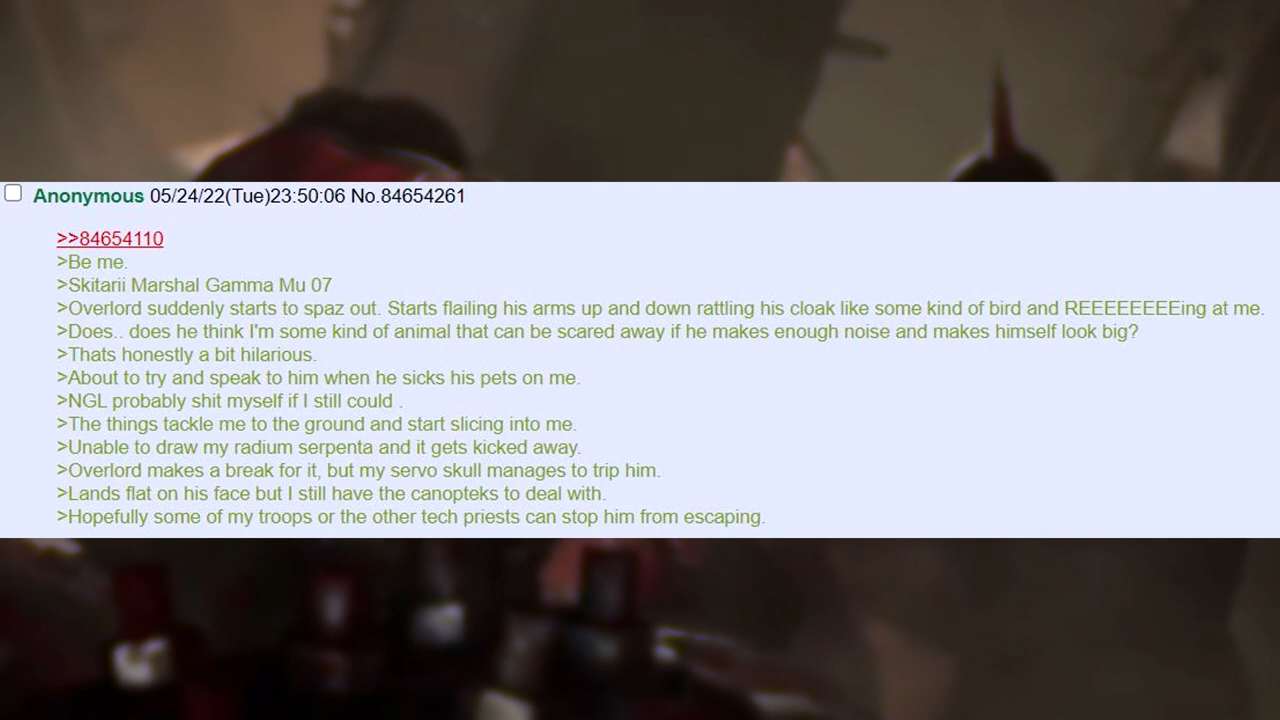 Anonymous 05/24/22(Tue)23:50:06 No.84654261
>>84654110
>Be me.
>Skitarii Marshal Gamma Mu 07
>Overlord suddenly starts to spaz out. Starts flailing his arms up and down rattling his cloak like some kind of bird and REEEEEEEEing at me.
>Does.. does he think I'm some kind of animal that can be scared away if he makes enough noise and makes himself look big?
>Thats honestly a bit hilarious.
>About to try and speak to him when he sicks his pets on me.
>NGL probably shit myself if I still could .
>The things tackle me to the ground and start slicing into me.
>Unable to draw my radium serpenta and it gets kicked away.
>Overlord makes a break for it, but my servo skull manages to trip him.
>Lands flat on his face but I still have the canopteks to deal with.
>Hopefully some of my troops or the other tech priests can stop him from escaping.